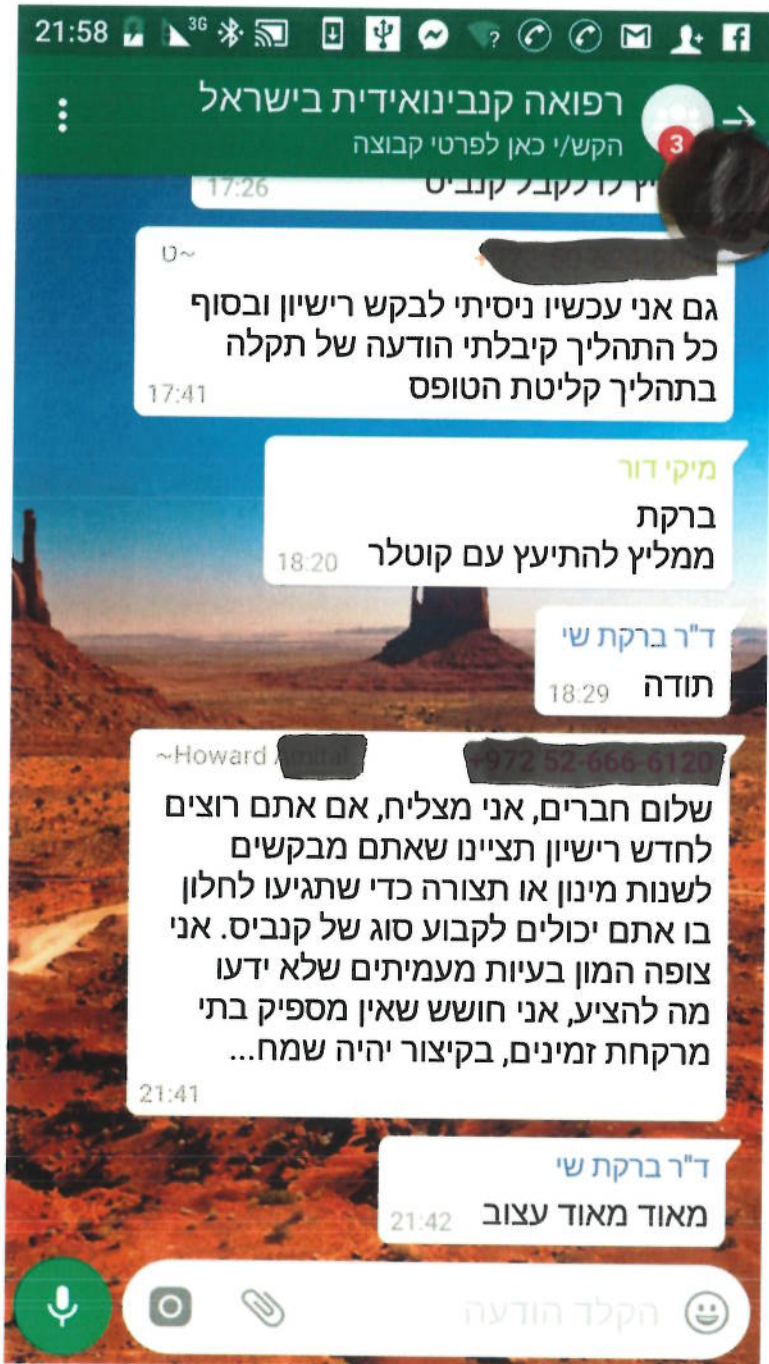 21:58 3G
רפואה קנבינואידית בישראל
3
הקש/י כאן לפרטי קבוצה
לקבל קנביס
17:26
~ט
גם אני עכשיו ניסיתי לבקש רישיון ובסוף
כל התהליך קיבלתי הודעה של תקלה
בתהליך קליטת הטופס
17:41
מיקי דור
ברקת
ממליץ להתיעץ עם קוטלר
18:20
ד"ר ברקת שי
תודה
18:29
~Howard
שלום חברים, אני מצליח, אם אתם רוצים
לחדש רישיון תציינו שאתם מבקשים
לשנות מינון או תצורה כדי שתגיעו לחלון
בו אתם יכולים לקבוע סוג של קנביס. אני
צופה המון בעיות מעמיתים שלא ידעו
מה להציע, אני חושש שאין מספיק בתי
מרקחת זמינים, בקיצור יהיה שמח...
21:41
ד"ר ברקת שי
מאוד מאוד עצוב
21:42
הקלד הודעה